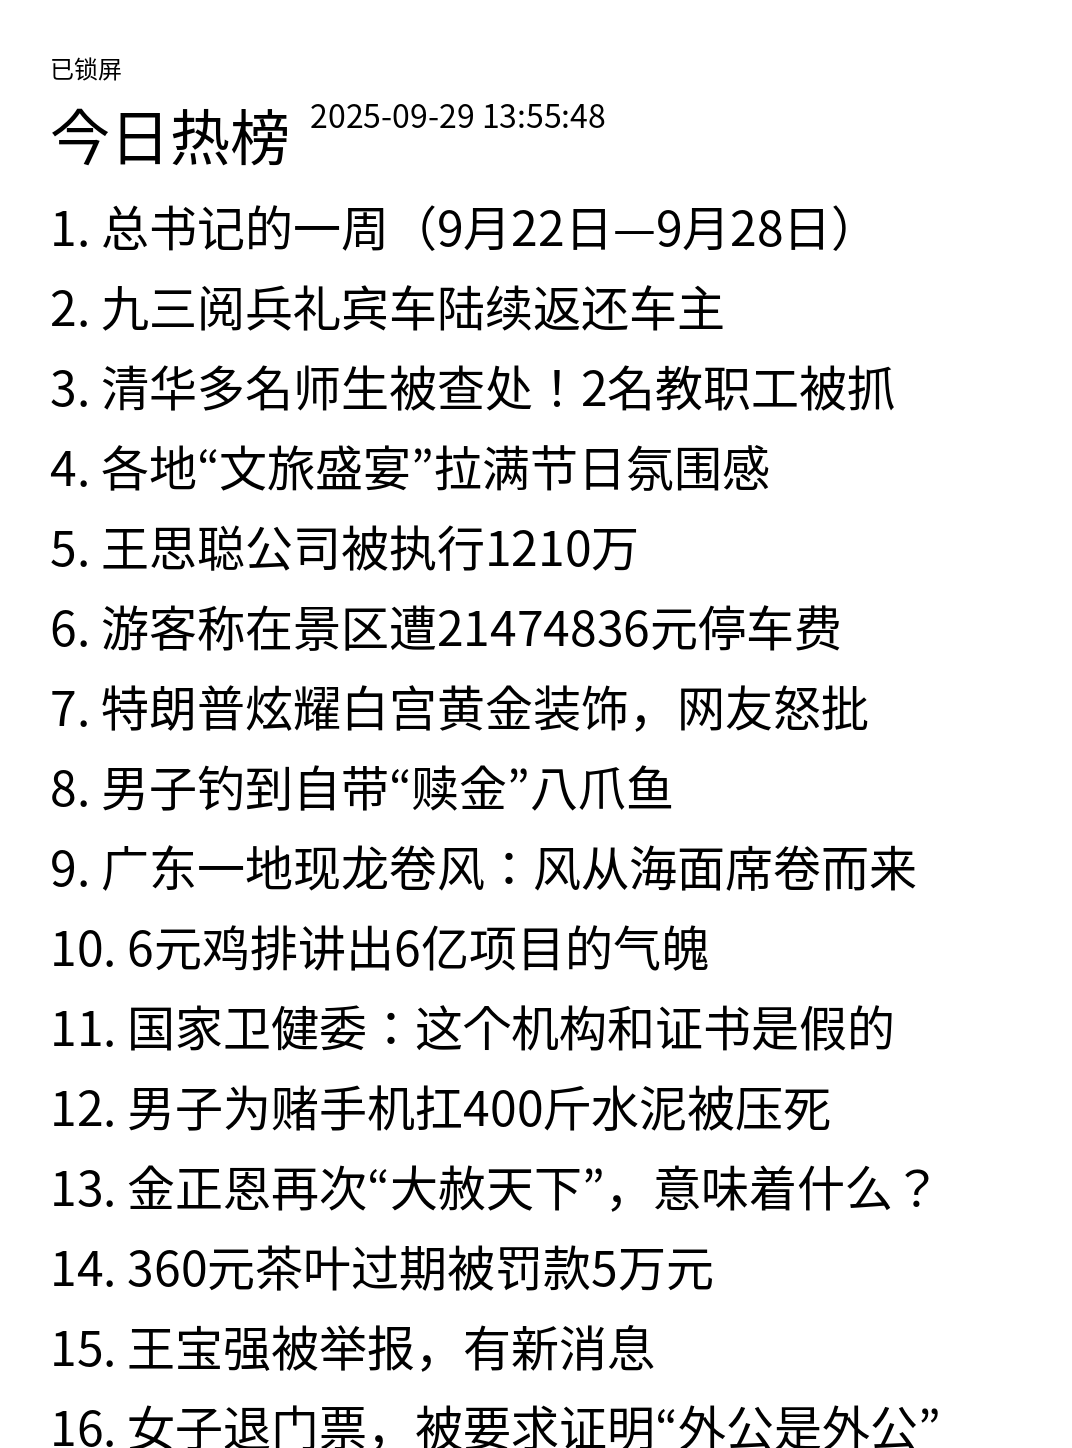 已锁屏
今日热榜 2025-09-29 13:55:48
1. 总书记的一周（9月22日—9月28日）
2. 九三阅兵礼宾车陆续返还车主
3. 清华多名师生被查处！2名教职工被抓
4. 各地“文旅盛宴”拉满节日氛围感
5. 王思聪公司被执行1210万
6. 游客称在景区遭21474836元停车费
7. 特朗普炫耀白宫黄金装饰，网友怒批
8. 男子钓到自带“赎金”八爪鱼
9. 广东一地现龙卷风：风从海面席卷而来
10. 6元鸡排讲出6亿项目的气魄
11. 国家卫健委：这个机构和证书是假的
12. 男子为赌手机扛400斤水泥被压死
13. 金正恩再次“大赦天下”，意味着什么？
14. 360元茶叶过期被罚款5万元
15. 王宝强被举报，有新消息
16. 女子退门票，被要求证明“外公是外公”